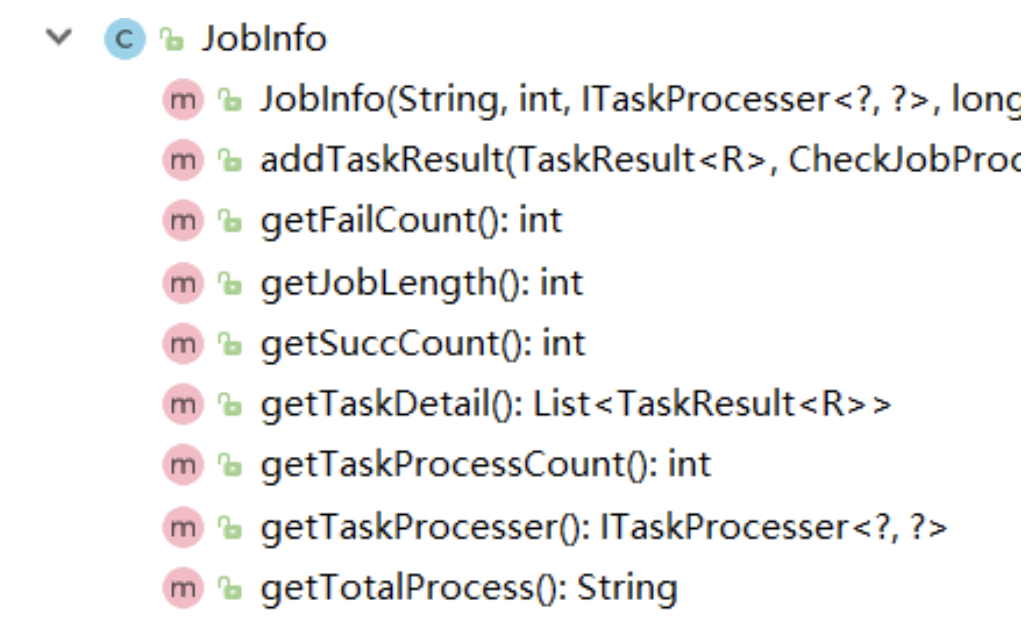 C JobInfo
m JobInfo(String, int, ITaskProcesser<?, ?>, long
m addTaskResult(TaskResult<R>, CheckJobProc
m getFailCount(): int
m getJobLength(): int
m getSuccCount(): int
m getTaskDetail(): List<TaskResult<R>>
m getTaskProcessCount(): int
m getTaskProcesser(): ITaskProcesser<?, ?>
m getTotalProcess(): String